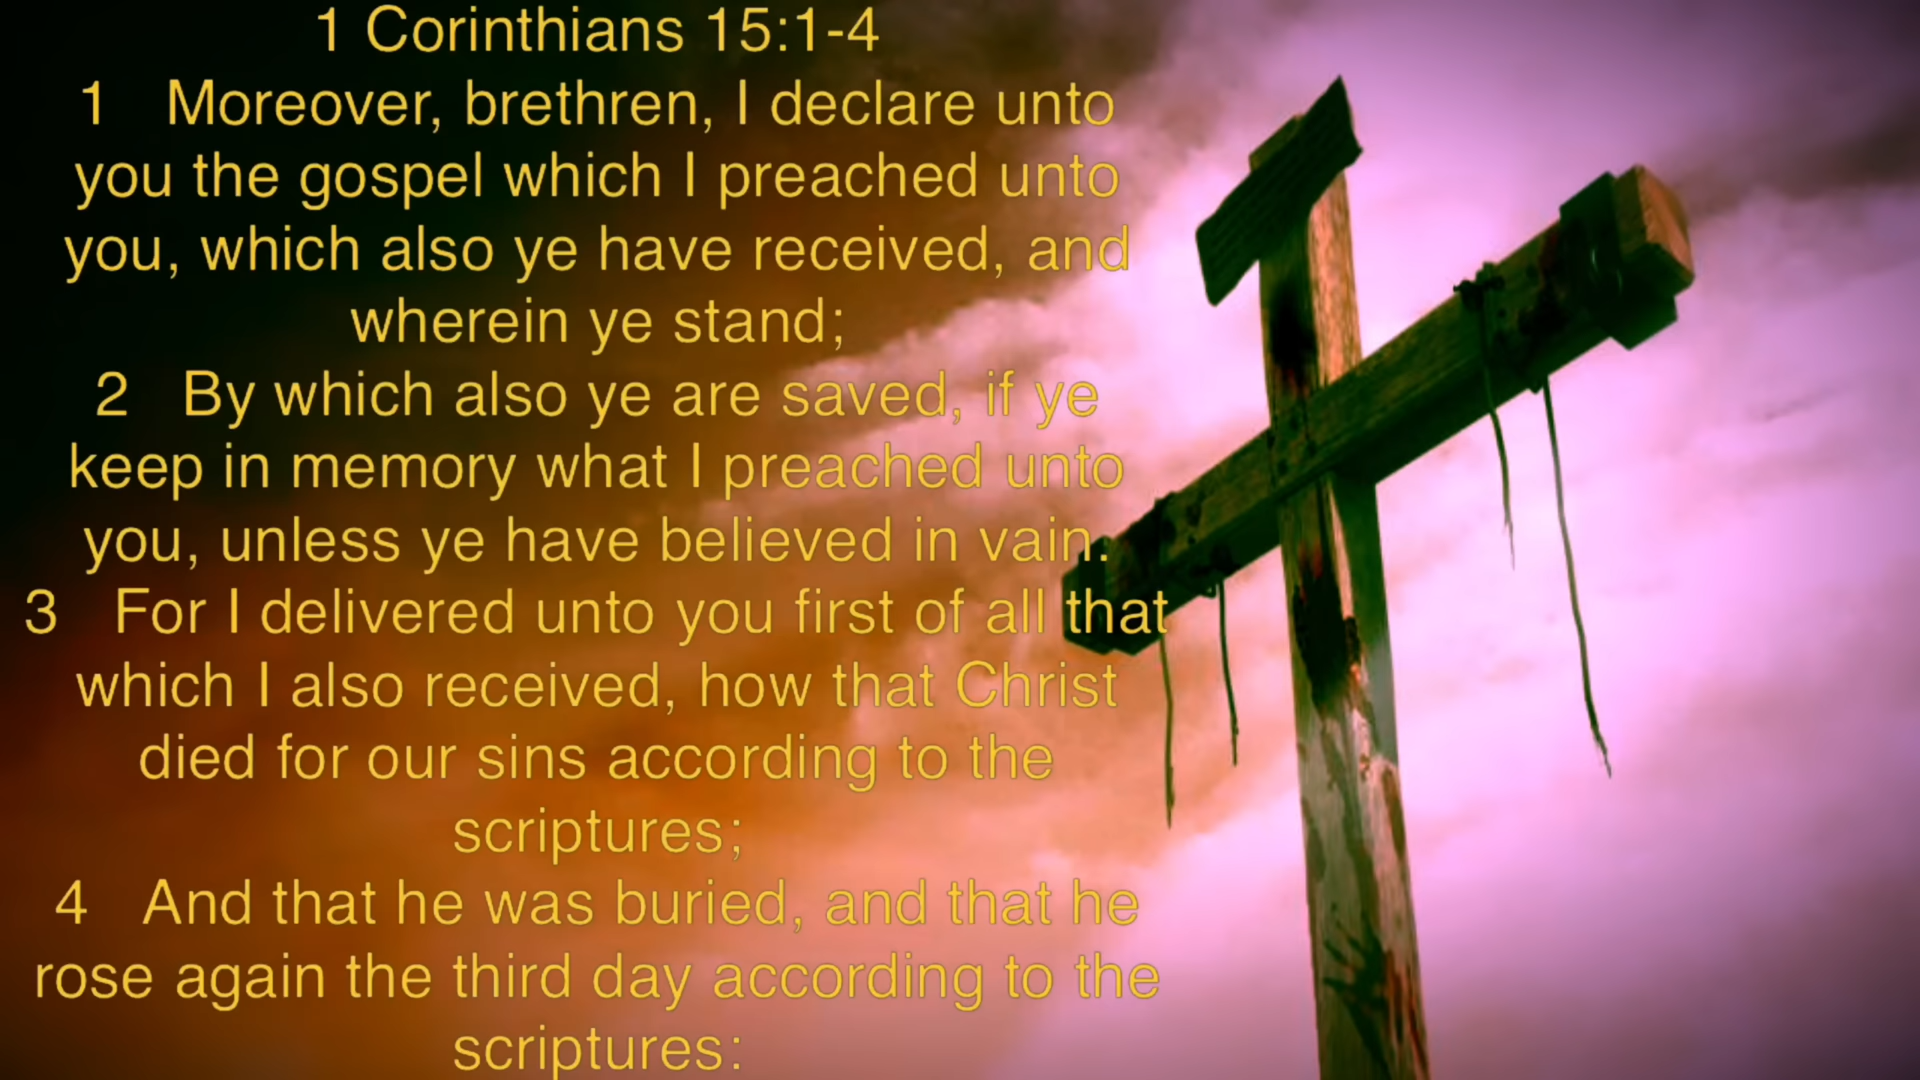 1 Corinthians 15:1-4
1 Moreover, brethren, I declare unto
you the gospel which I preached unto
you, which also ye have received, and
wherein ye stand;
2 By which also ye are saved, if ye
keep in memory what I preached unto
you, unless ye have believed in vain.
3 For I delivered unto you first of all that
which I also received, how that Christ
died for our sins according to the
scriptures;
4 And that he was buried, and that he
rose again the third day according to the
scriptures: